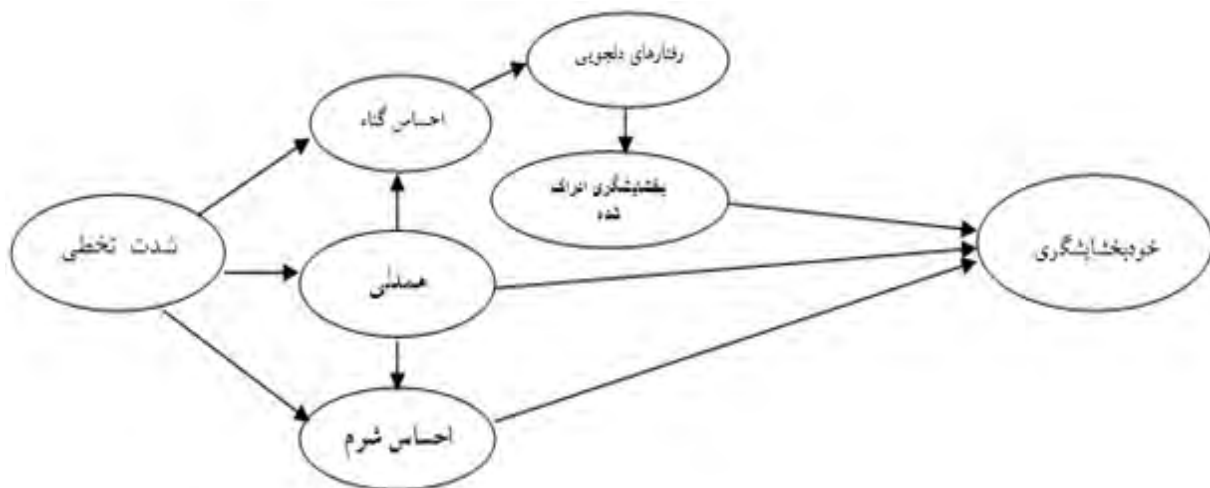 رفتارهای دلجویی
احساس گناه
بخشایشگری ادراک
شده
شدت تخطی
همدلی
خودبخشایشگری
احساس شرم